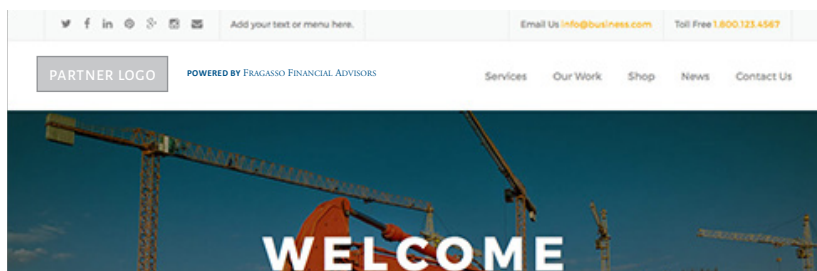 Add your text or menu here.
Email Us info@business.com
Toll Free 1.800.123.4567
PARTNER LOGO
POWERED BY FRAGASSO FINANCIAL ADVISORS
Services Our Work Shop News Contact Us
WELCOME